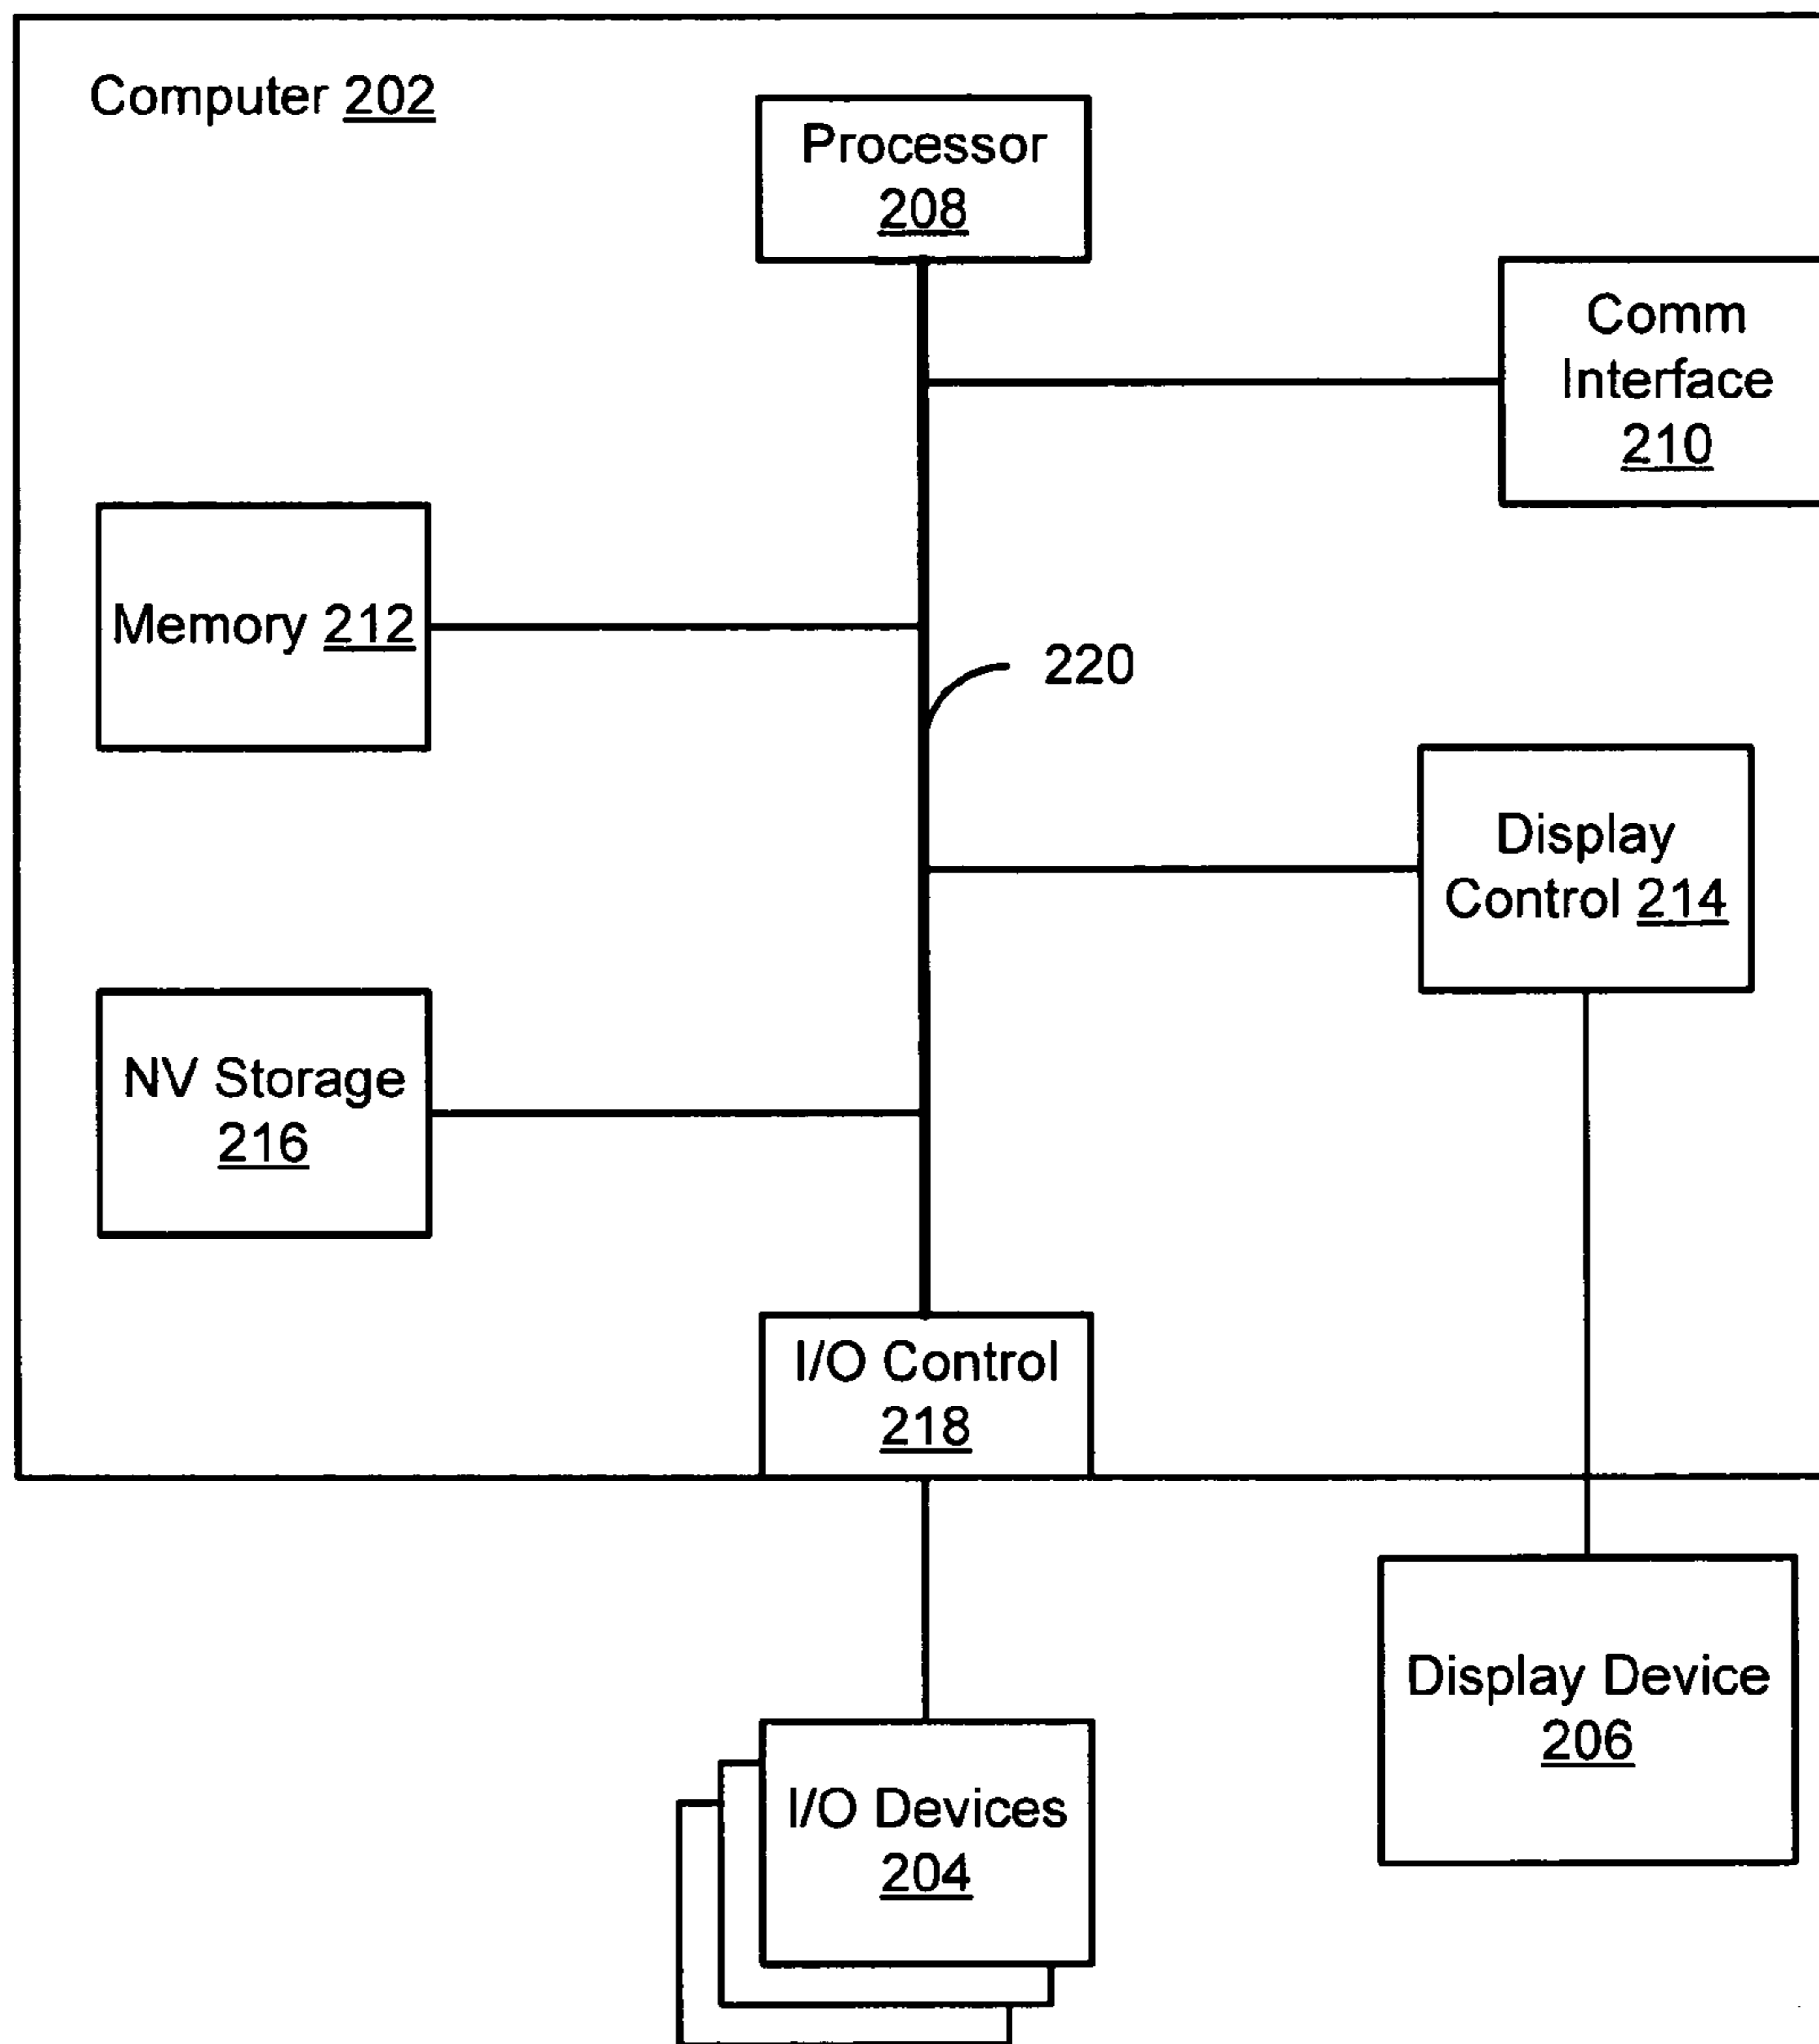 Computer 202
Processor
208
Comm
Interface
210
Memory 212
220
Display
Control 214
NV Storage
216
I/O Control
218
Display Device
206
I/O Devices
204